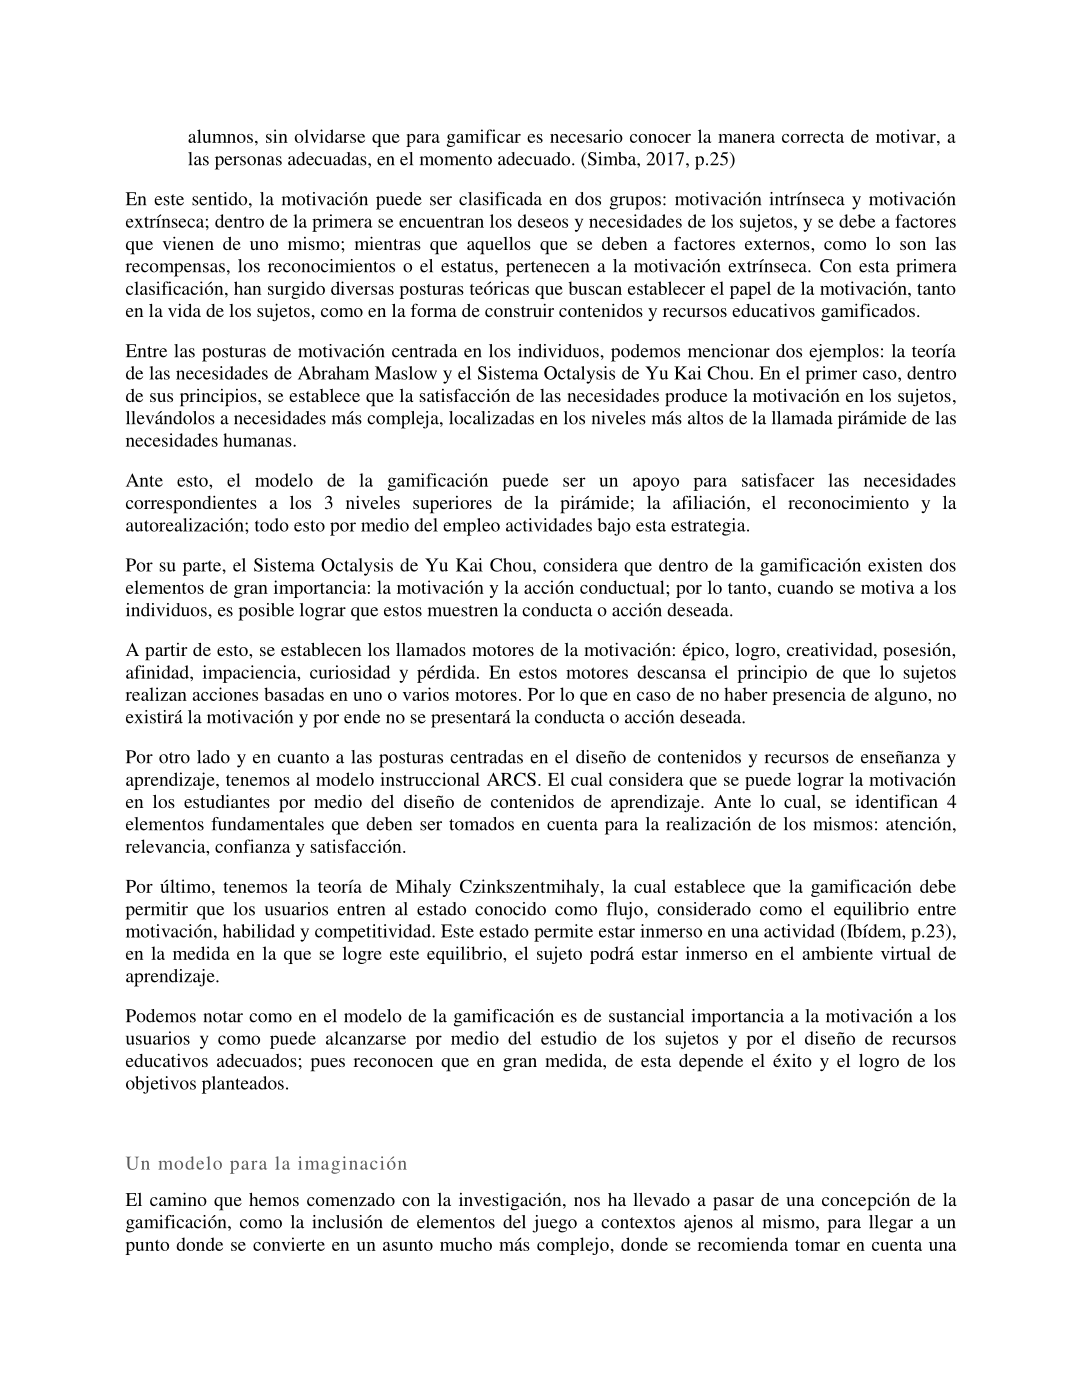 alumnos, sin olvidarse que para gamificar es necesario conocer la manera correcta de motivar, a
las personas adecuadas, en el momento adecuado. (Simba, 2017, p.25)
En este sentido, la motivación puede ser clasificada en dos grupos: motivación intrínseca y motivación
extrínseca; dentro de la primera se encuentran los deseos y necesidades de los sujetos, y se debe a factores
que vienen de uno mismo; mientras que aquellos que se deben a factores externos, como lo son las
recompensas, los reconocimientos o el estatus, pertenecen a la motivación extrínseca. Con esta primera
clasificación, han surgido diversas posturas teóricas que buscan establecer el papel de la motivación, tanto
en la vida de los sujetos, como en la forma de construir contenidos y recursos educativos gamificados.
Entre las posturas de motivación centrada en los individuos, podemos mencionar dos ejemplos: la teoría
de las necesidades de Abraham Maslow y el Sistema Octalysis de Yu Kai Chou. En el primer caso, dentro
de sus principios, se establece que la satisfacción de las necesidades produce la motivación en los sujetos,
llevándolos a necesidades más compleja, localizadas en los niveles más altos de la llamada pirámide de las
necesidades humanas.
Ante esto, el modelo de la gamificación puede ser un apoyo para satisfacer las necesidades
correspondientes a los 3 niveles superiores de la pirámide; la afiliación, el reconocimiento y la
autorealización; todo esto por medio del empleo actividades bajo esta estrategia.
Por su parte, el Sistema Octalysis de Yu Kai Chou, considera que dentro de la gamificación existen dos
elementos de gran importancia: la motivación y la acción conductual; por lo tanto, cuando se motiva a los
individuos, es posible lograr que estos muestren la conducta o acción deseada.
A partir de esto, se establecen los llamados motores de la motivación: épico, logro, creatividad, posesión,
afinidad, impaciencia, curiosidad y pérdida. En estos motores descansa el principio de que lo sujetos
realizan acciones basadas en uno o varios motores. Por lo que en caso de no haber presencia de alguno, no
existirá la motivación y por ende no se presentará la conducta o acción deseada.
Por otro lado y en cuanto a las posturas centradas en el diseño de contenidos y recursos de enseñanza y
aprendizaje, tenemos al modelo instruccional ARCS. El cual considera que se puede lograr la motivación
en los estudiantes por medio del diseño de contenidos de aprendizaje. Ante lo cual, se identifican 4
elementos fundamentales que deben ser tomados en cuenta para la realización de los mismos: atención,
relevancia, confianza y satisfacción.
Por último, tenemos la teoría de Mihaly Czinkszentmihaly, la cual establece que la gamificación debe
permitir que los usuarios entren al estado conocido como flujo, considerado como el equilibrio entre
motivación, habilidad y competitividad. Este estado permite estar inmerso en una actividad (Ibídem, p.23),
en la medida en la que se logre este equilibrio, el sujeto podrá estar inmerso en el ambiente virtual de
aprendizaje.
Podemos notar como en el modelo de la gamificación es de sustancial importancia a la motivación a los
usuarios y como puede alcanzarse por medio del estudio de los sujetos y por el diseño de recursos
educativos adecuados; pues reconocen que en gran medida, de esta depende el éxito y el logro de los
objetivos planteados.
Un modelo para la imaginación
El camino que hemos comenzado con la investigación, nos ha llevado a pasar de una concepción de la
gamificación, como la inclusión de elementos del juego a contextos ajenos al mismo, para llegar a un
punto donde se convierte en un asunto mucho más complejo, donde se recomienda tomar en cuenta una